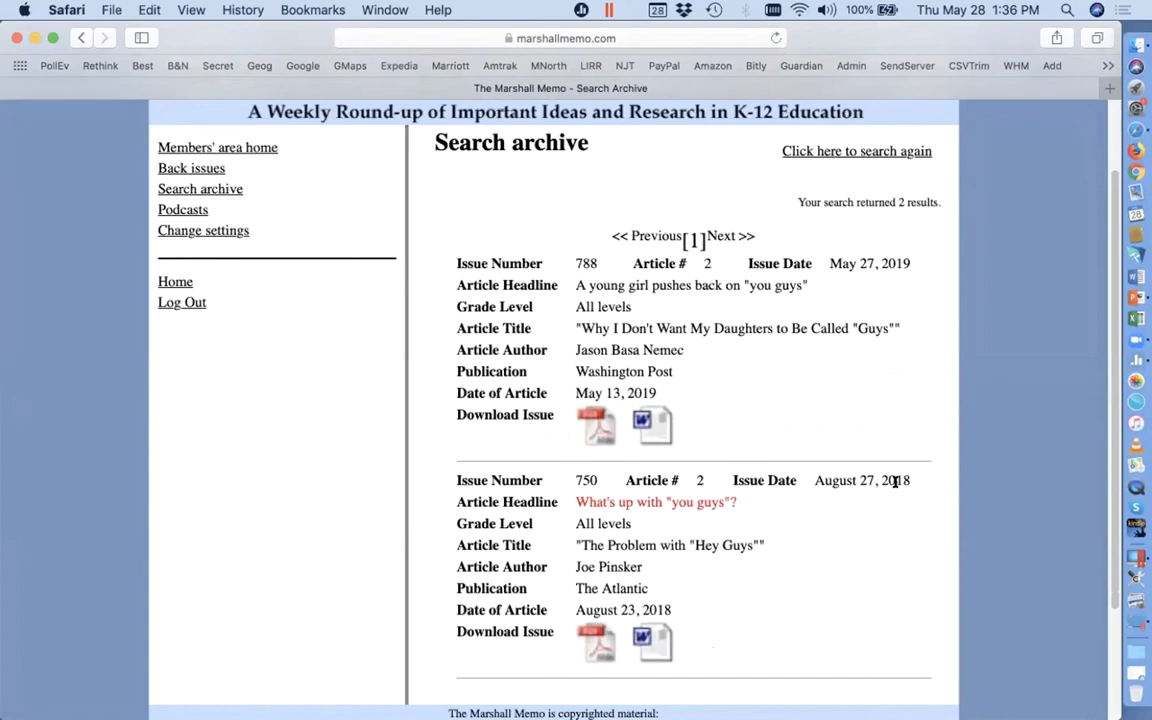 Safari File Edit View History Bookmarks Window Help 28 100% Thu May 28 1:36 PM
marshallmemo.com
PollEv Rethink Best B&N Secret Geog Google GMaps Expedia Marriott Amtrak MNorth LIRR NJT PayPal Amazon Bitly Guardian Admin SendServer CSVTrim WHM Add >>
The Marshall Memo - Search Archive
A Weekly Round-up of Important Ideas and Research in K-12 Education
Members' area home
Back issues
Search archive
Podcasts
Change settings
Home
Log Out
Search archive
Click here to search again
Your search returned 2 results.
<< Previous[1]Next >>
Issue Number 788 Article # 2 Issue Date May 27, 2019
Article Headline A young girl pushes back on "you guys"
Grade Level All levels
Article Title "Why I Don't Want My Daughters to Be Called "Guys""
Article Author Jason Basa Nemec
Publication Washington Post
Date of Article May 13, 2019
Download Issue
Issue Number 750 Article # 2 Issue Date August 27, 2018
Article Headline What's up with "you guys"?
Grade Level All levels
Article Title "The Problem with "Hey Guys""
Article Author Joe Pinsker
Publication The Atlantic
Date of Article August 23, 2018
Download Issue
The Marshall Memo is copyrighted material: